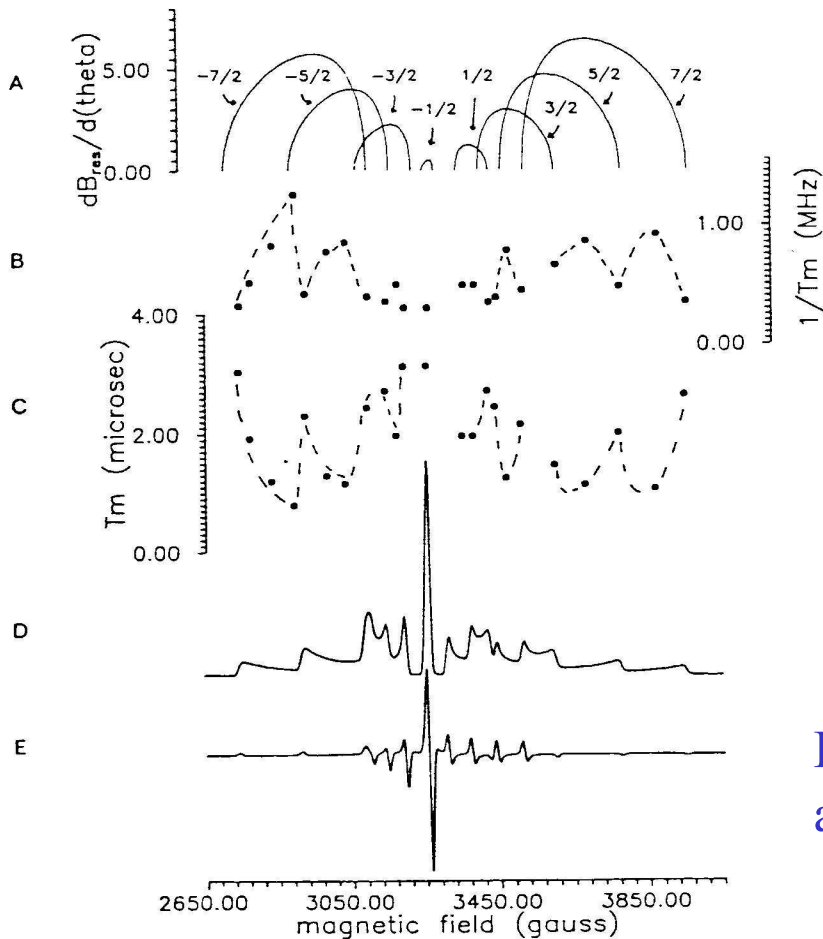 A
dB_res/d(theta)
5.00
0.00
-7/2
-5/2
-3/2
-1/2
1/2
3/2
5/2
7/2
B
1.00
0.00
1/Tm (MHz)
C
Tm (microsec)
4.00
2.00
0.00
D
E
2650.00
3050.00
3450.00
3850.00
magnetic field (gauss)
a